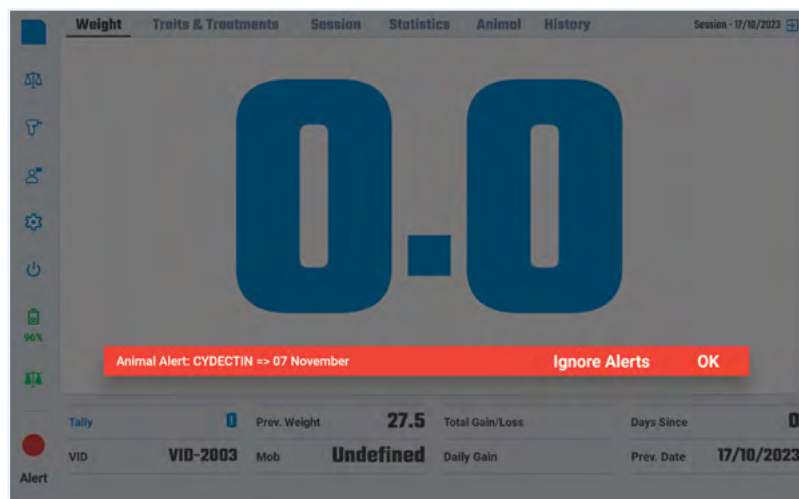 Weight Traits & Treatments Session Statistics Animal History Session - 17/10/2023
0.0
96%
Animal Alert: CYDECTIN => 07 November Ignore Alerts OK
Tally 0 Prev. Weight 27.5 Total Gain/Loss Days Since 0
VID VID-2003 Mob Undefined Daily Gain Prev. Date 17/10/2023
Alert